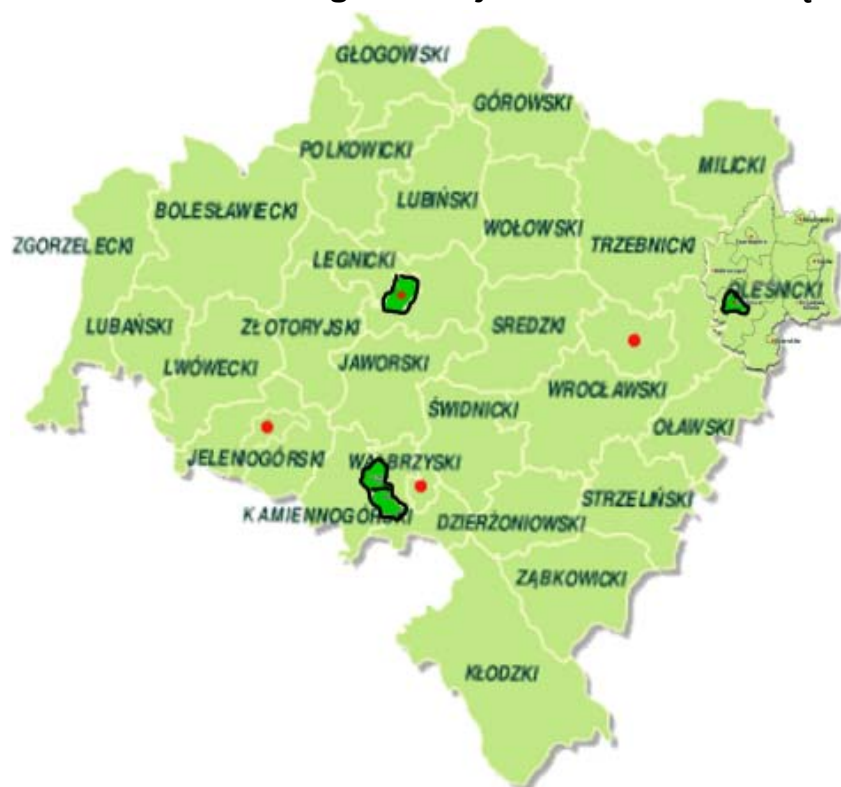 GŁOGOWSKI
GÓROWSKI
POLKOWICKI
MILICKI
LUBIŃSKI
BOLESŁAWIECKI
WOŁOWSKI
ZGORZELECKI
TRZEBNICKI
LEGNICKI
OLEŚNICKI
LUBAŃSKI
ZŁOTORYJSKI
SREDZKI
LWÓWECKI
JAWORSKI
WROCŁAWSKI
ŚWIDNICKI
OŁAWSKI
JELENIOGÓRSKI
WAŁBRZYSKI
STRZELIŃSKI
KAMIENNOGÓRSKI
DZIERŻONIOWSKI
ZĄBKOWICKI
KŁODZKI